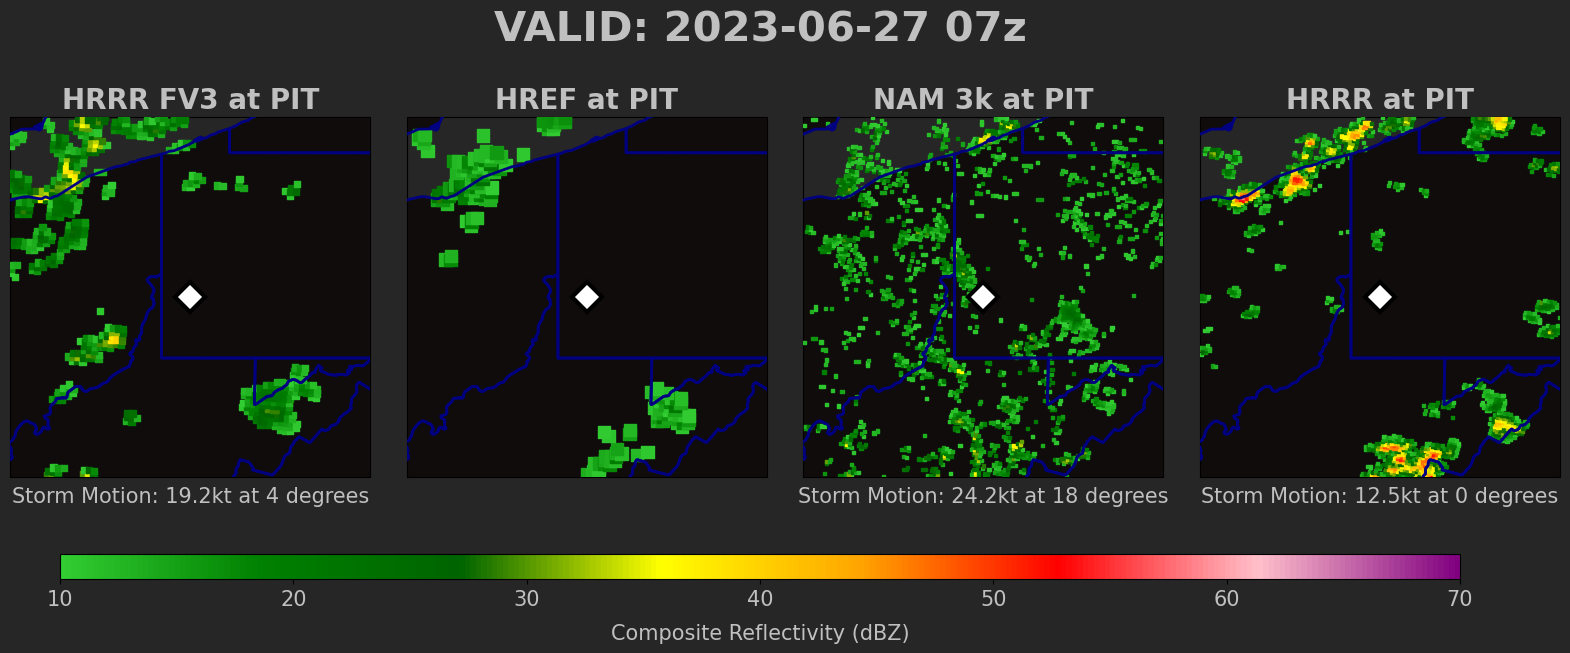 VALID: 2023-06-27 07z
HRRR FV3 at PIT
HREF at PIT
NAM 3k at PIT
HRRR at PIT
Storm Motion: 19.2kt at 4 degrees
Storm Motion: 24.2kt at 18 degrees
Storm Motion: 12.5kt at 0 degrees
10 20 30 40 50 60 70
Composite Reflectivity (dBZ)